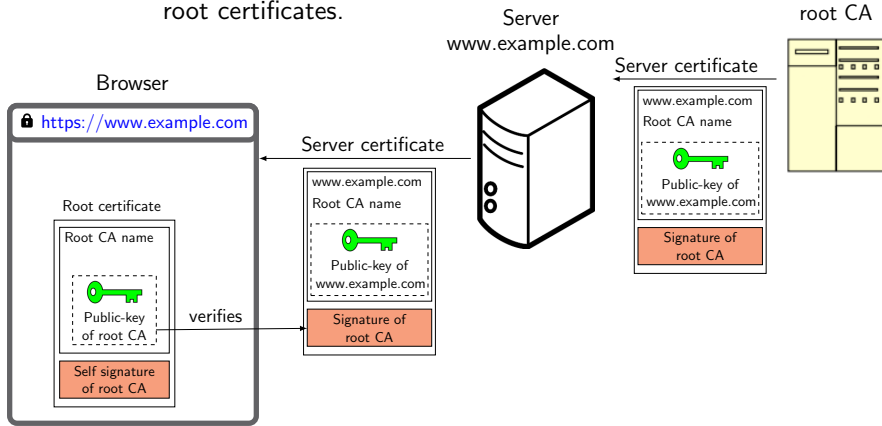 root certificates.
Server
www.example.com
root CA
Server certificate
www.example.com
Root CA name
Public-key of
www.example.com
Signature of
root CA
Browser
https://www.example.com
Server certificate
www.example.com
Root CA name
Public-key of
www.example.com
Signature of
root CA
Root certificate
Root CA name
Public-key
of root CA
verifies
Self signature
of root CA